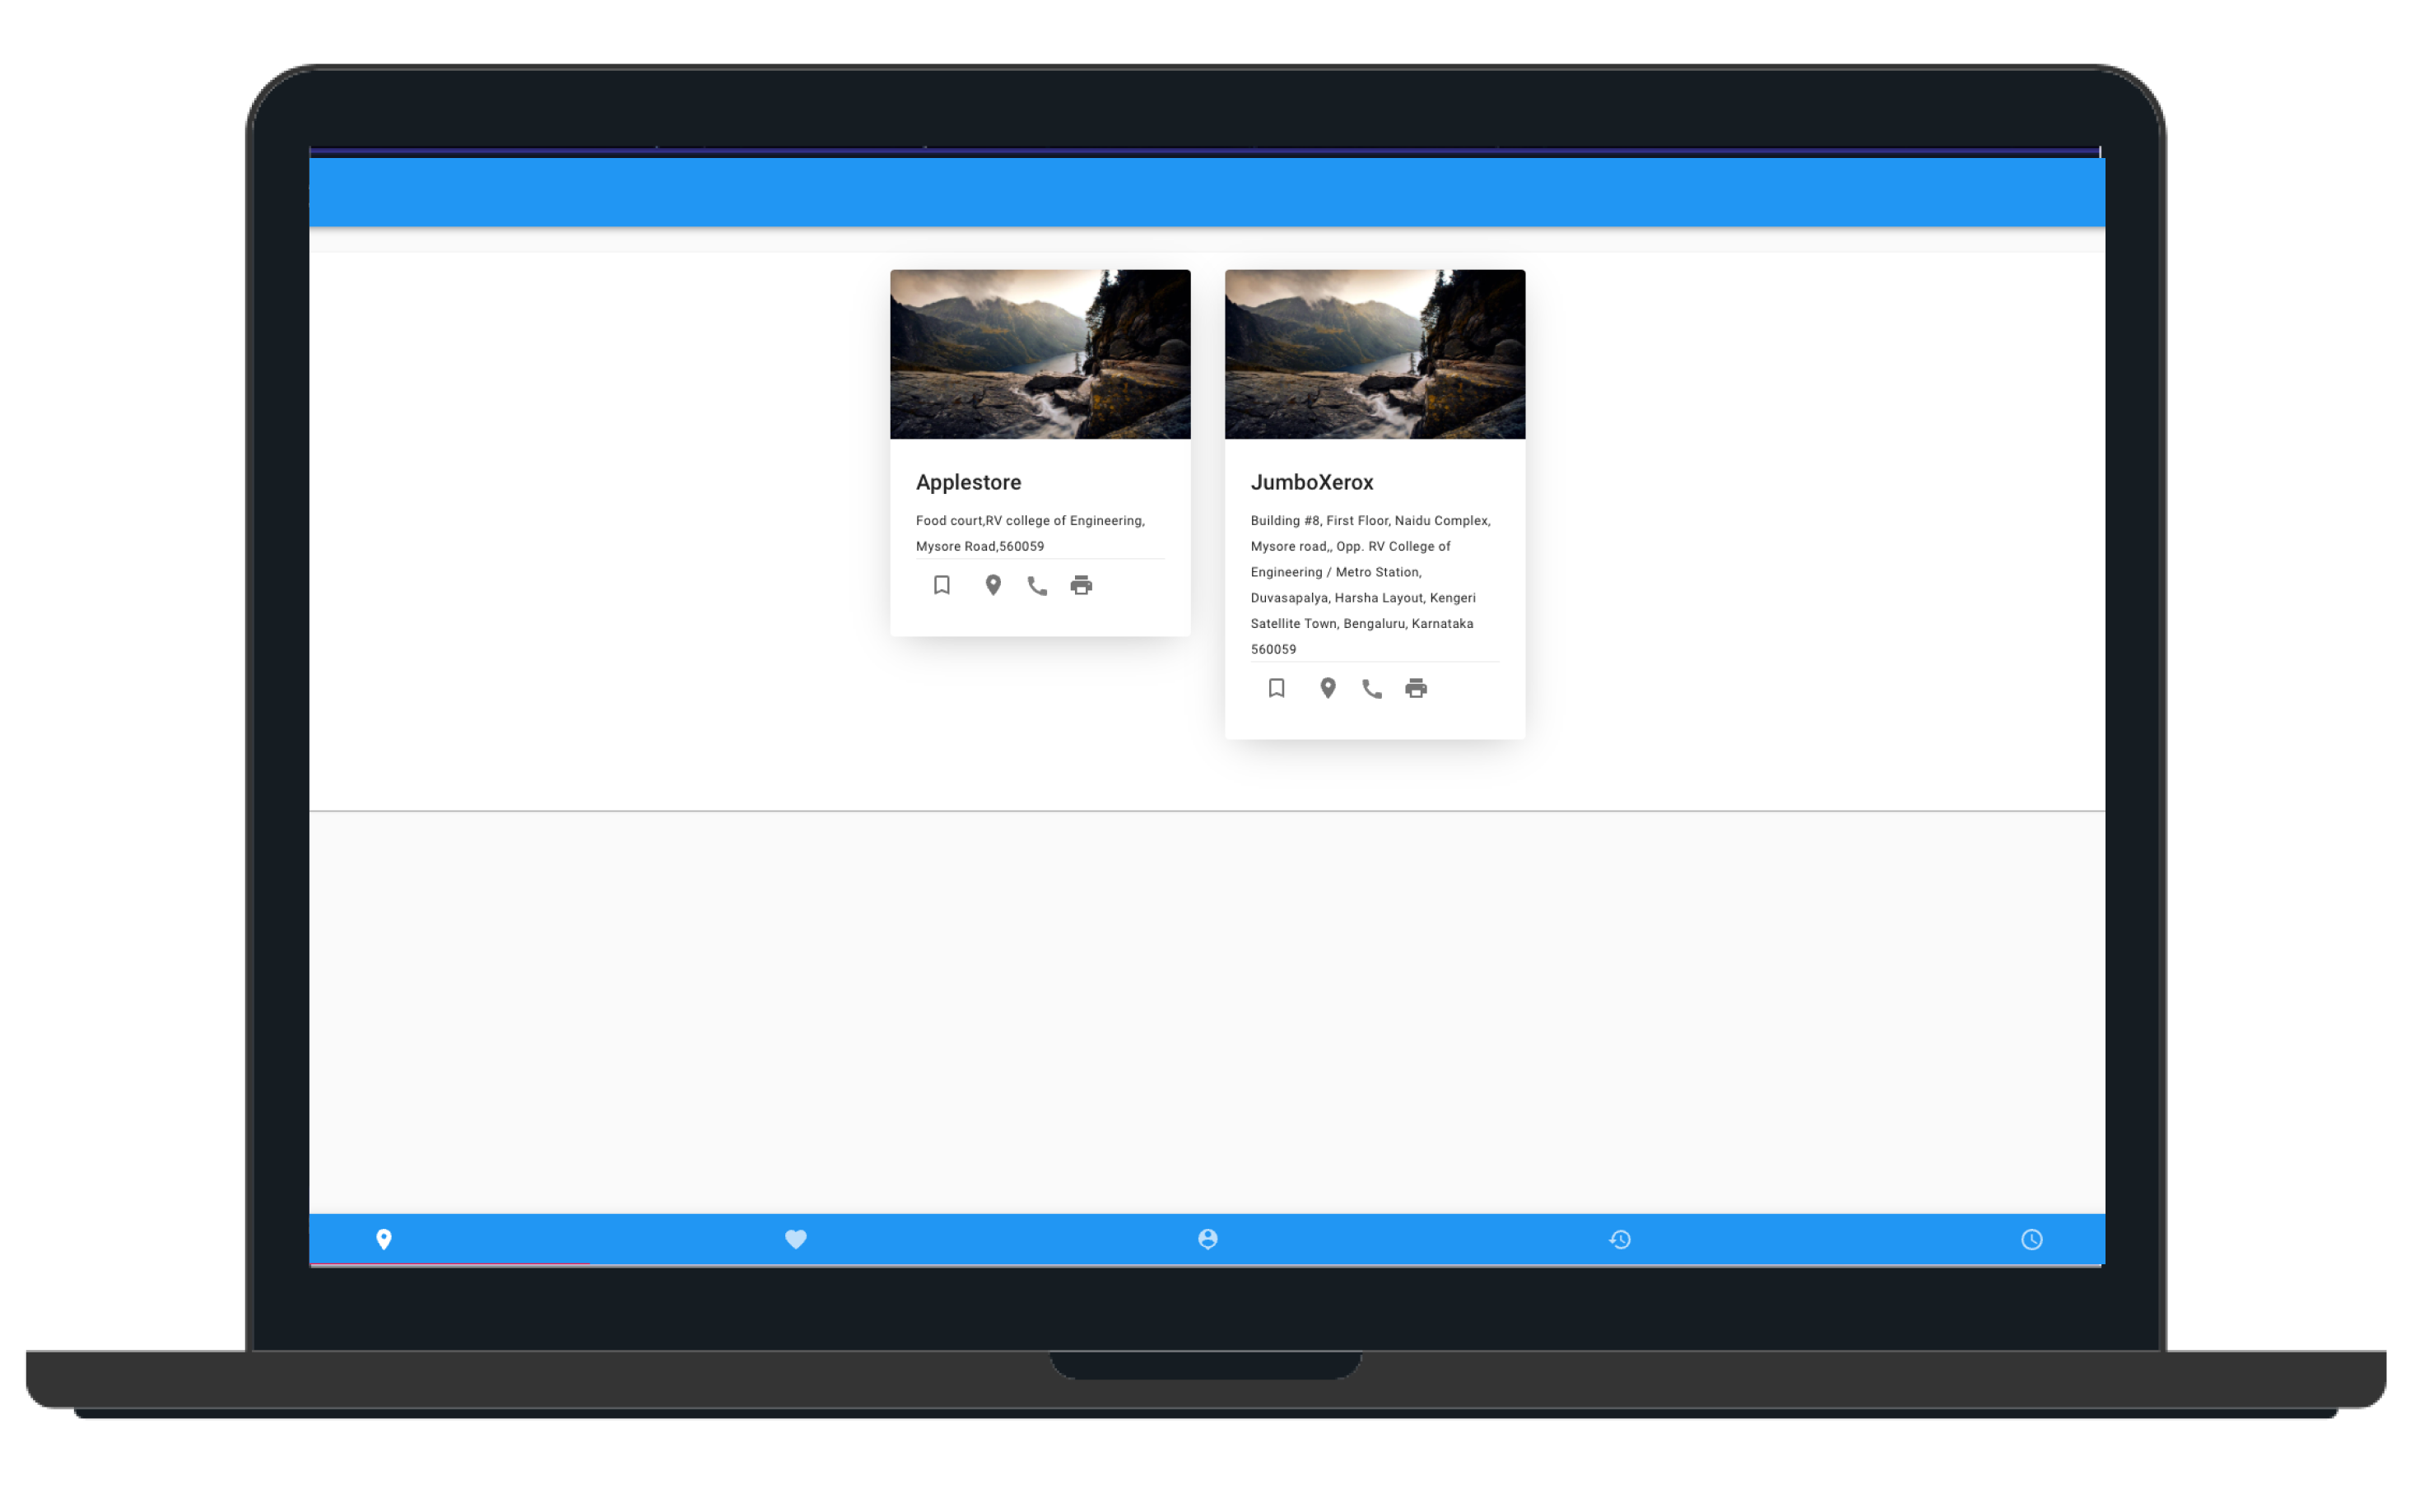 Applestore
Food court,RV college of Engineering,
Mysore Road,560059
JumboXerox
Building #8, First Floor, Naidu Complex,
Mysore road,, Opp. RV College of
Engineering / Metro Station,
Duvasapalya, Harsha Layout, Kengeri
Satellite Town, Bengaluru, Karnataka
560059